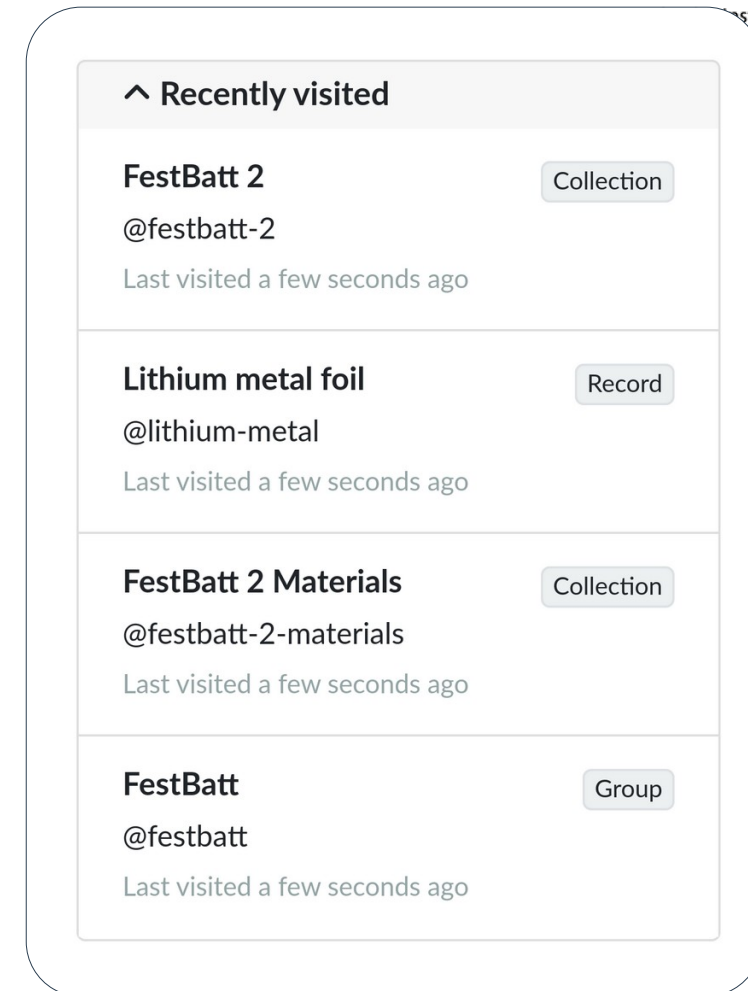 Recently visited
FestBatt 2
Collection
@festbatt-2
Last visited a few seconds ago
Lithium metal foil
Record
@lithium-metal
Last visited a few seconds ago
FestBatt 2 Materials
Collection
@festbatt-2-materials
Last visited a few seconds ago
FestBatt
Group
@festbatt
Last visited a few seconds ago